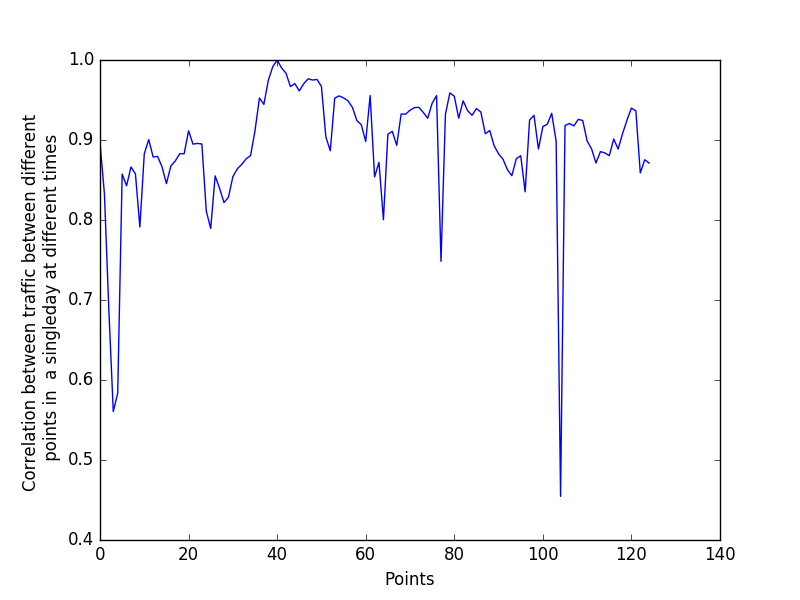 Correlation between traffic between different
points in  a singleday at different times
1.0
0.9
0.8
0.7
0.6
0.5
0.4
0 20 40 60 80 100 120 140
Points